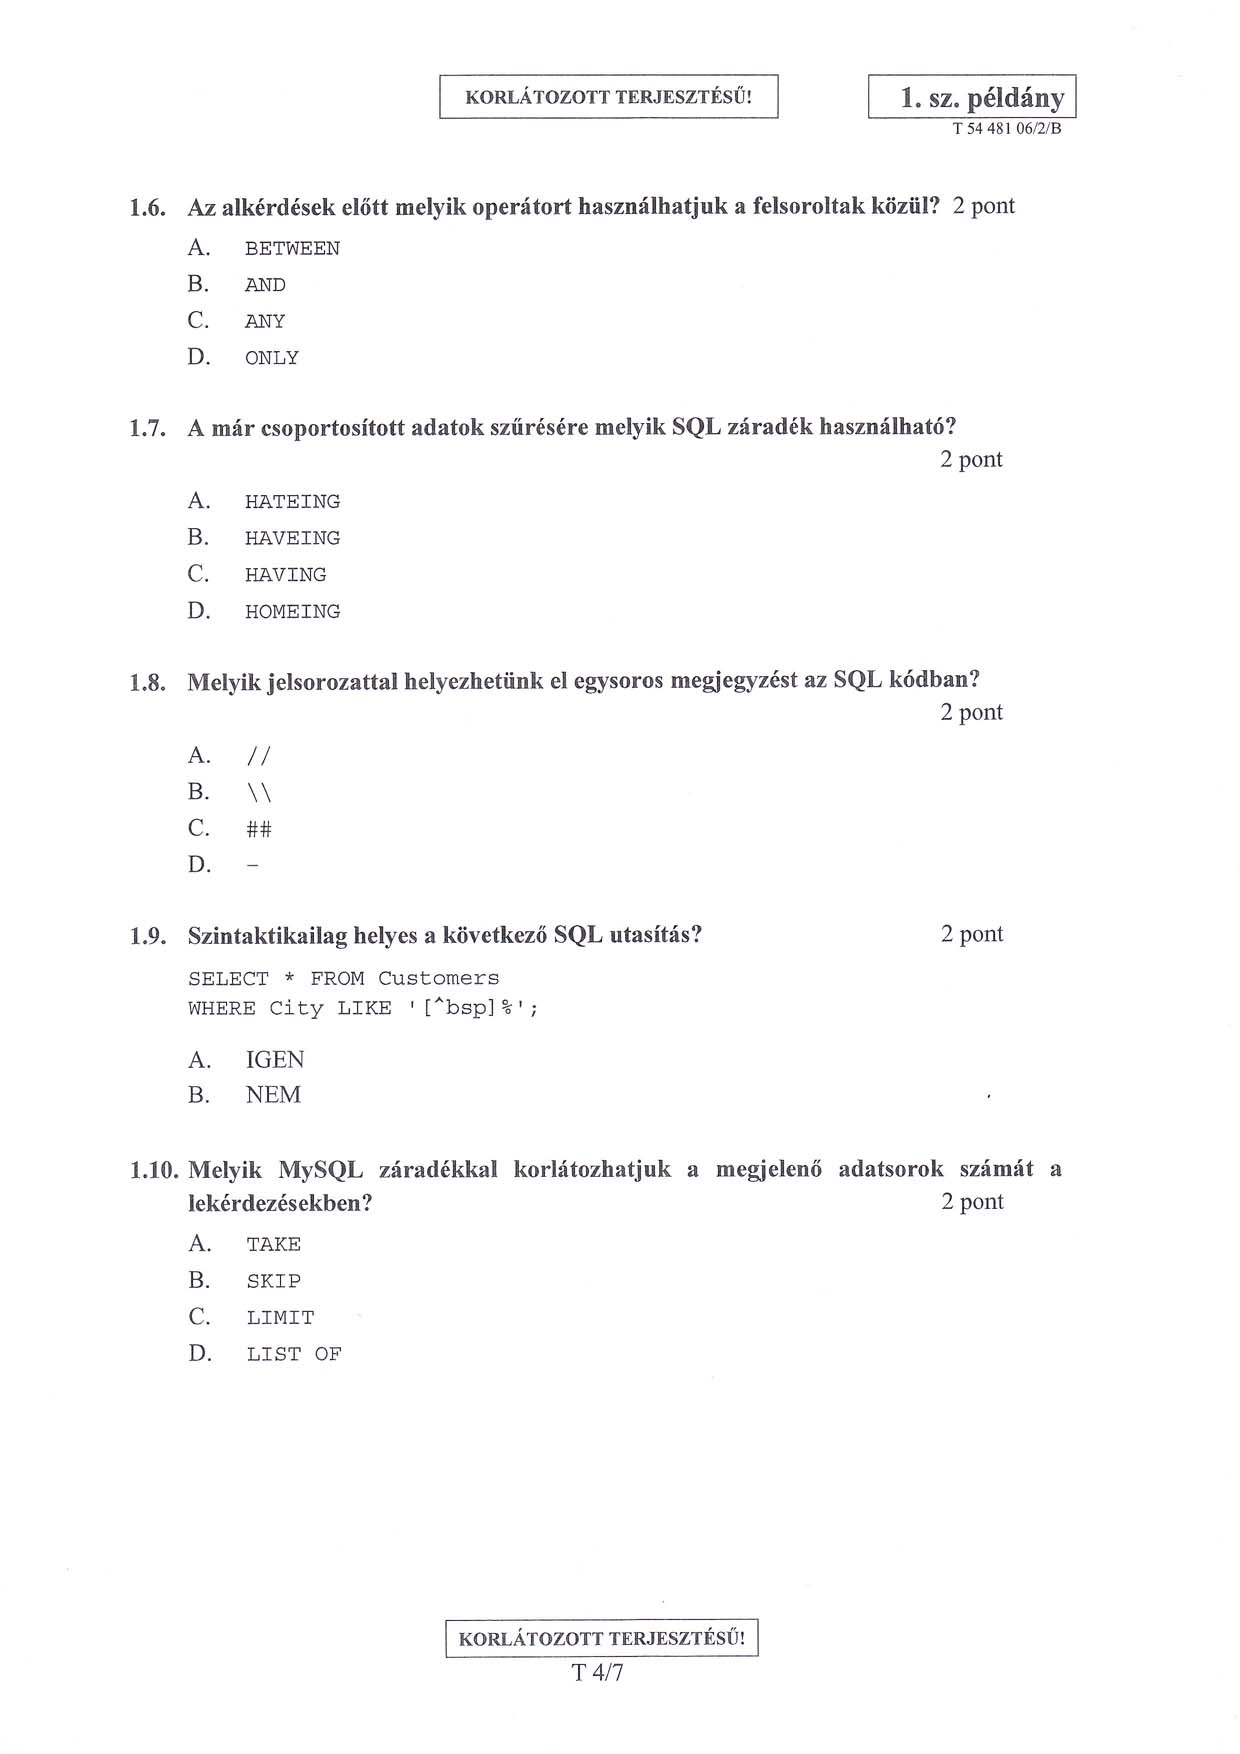 KORLÁTOZOTT TERJESZTÉSŰ!
1. sz. példány
T 54 481 06/2/B
1.6. Az alkérdések előtt melyik operátort használhatjuk a felsoroltak közül? 2 pont
A. BETWEEN
B. AND
C. ANY
D. ONLY
1.7. A már csoportosított adatok szűrésére melyik SQL záradék használható?
2 pont
A. HATEING
B. HAVEING
C. HAVING
D. HOMEING
1.8. Melyik jelsorozattal helyezhetünk el egysoros megjegyzést az SQL kódban?
2 pont
A. //
B. \\
C. ##
D. –
1.9. Szintaktikailag helyes a következő SQL utasítás? 2 pont
SELECT * FROM Customers
WHERE City LIKE '[^bsp]%';
A. IGEN
B. NEM
1.10. Melyik MySQL záradékkal korlátozhatjuk a megjelenő adatsorok számát a
lekérdezésekben? 2 pont
A. TAKE
B. SKIP
C. LIMIT
D. LIST OF
KORLÁTOZOTT TERJESZTÉSŰ!
T 4/7